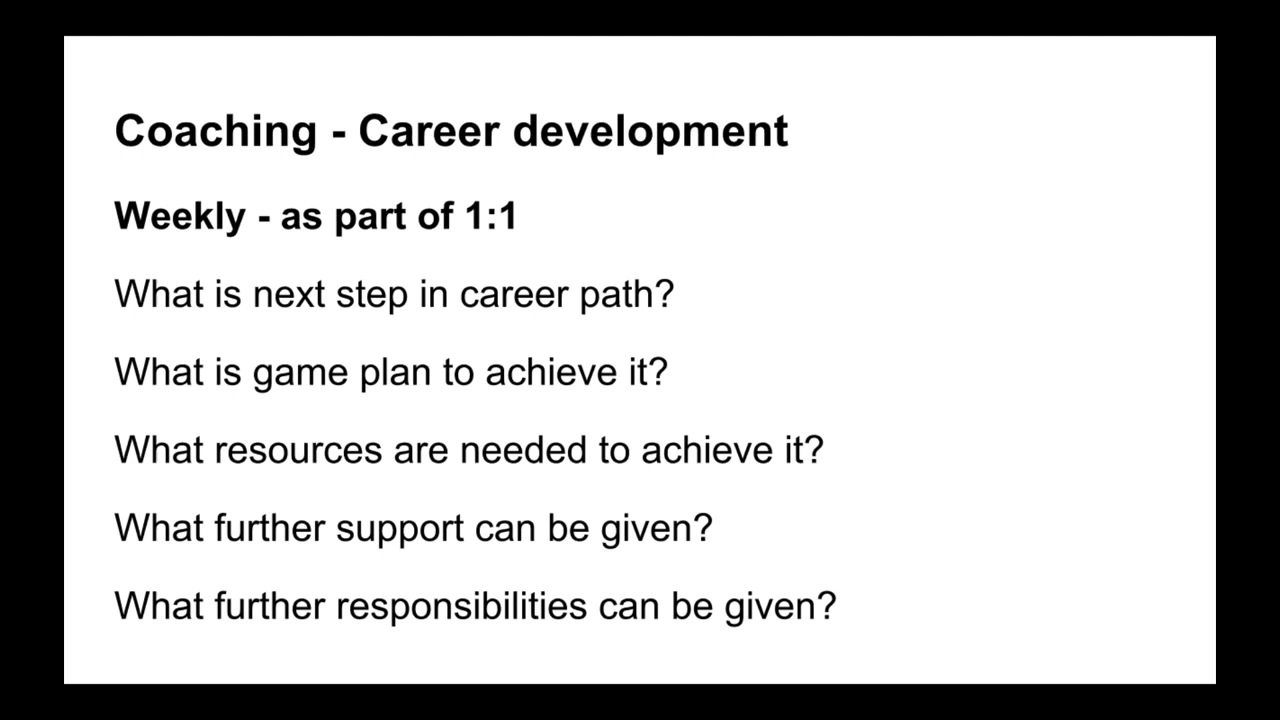 Coaching - Career development
Weekly - as part of 1:1
What is next step in career path?
What is game plan to achieve it?
What resources are needed to achieve it?
What further support can be given?
What further responsibilities can be given?